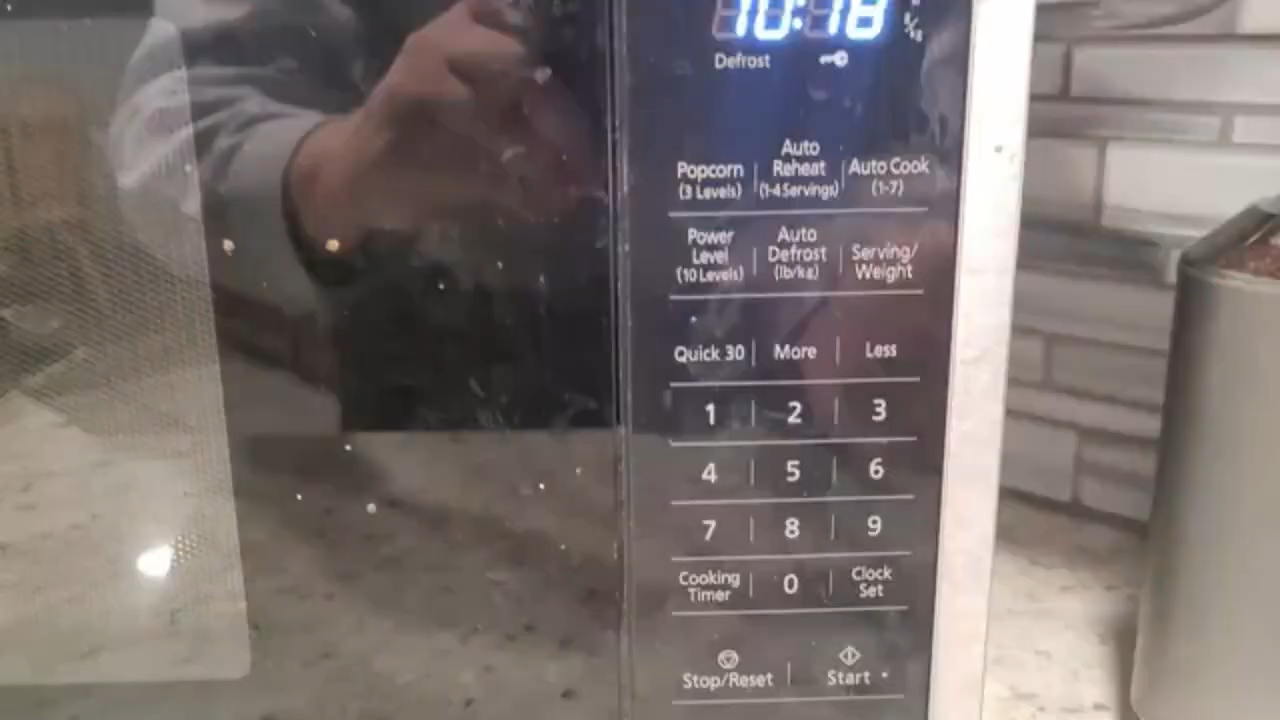 10:18
Defrost
Popcorn
(3 Levels)
Auto
Reheat
(1-4 Servings)
Auto Cook
(1-7)
Power
Level
(10 Levels)
Auto
Defrost
(lb/kg)
Serving/
Weight
Quick 30
More
Less
1 2 3
4 5 6
7 8 9
Cooking
Timer
0
Clock
Set
Stop/Reset
Start